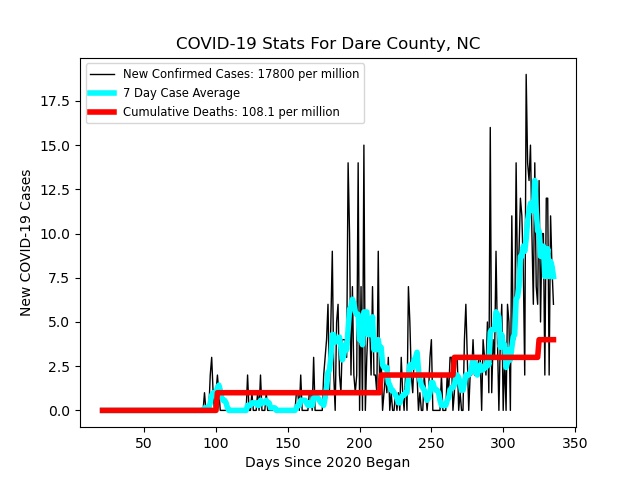 COVID-19 Stats For Dare County, NC
New Confirmed Cases: 17800 per million
7 Day Case Average
Cumulative Deaths: 108.1 per million
New COVID-19 Cases
17.5
15.0
12.5
10.0
7.5
5.0
2.5
0.0
50 100 150 200 250 300 350
Days Since 2020 Began